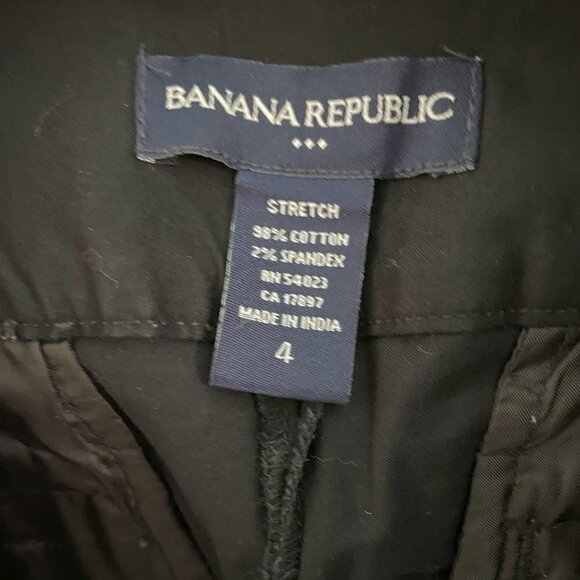 BANANA REPUBLIC
STRETCH
98% COTTON
2% SPANDEX
RN 54023
CA 17897
MADE IN INDIA
4